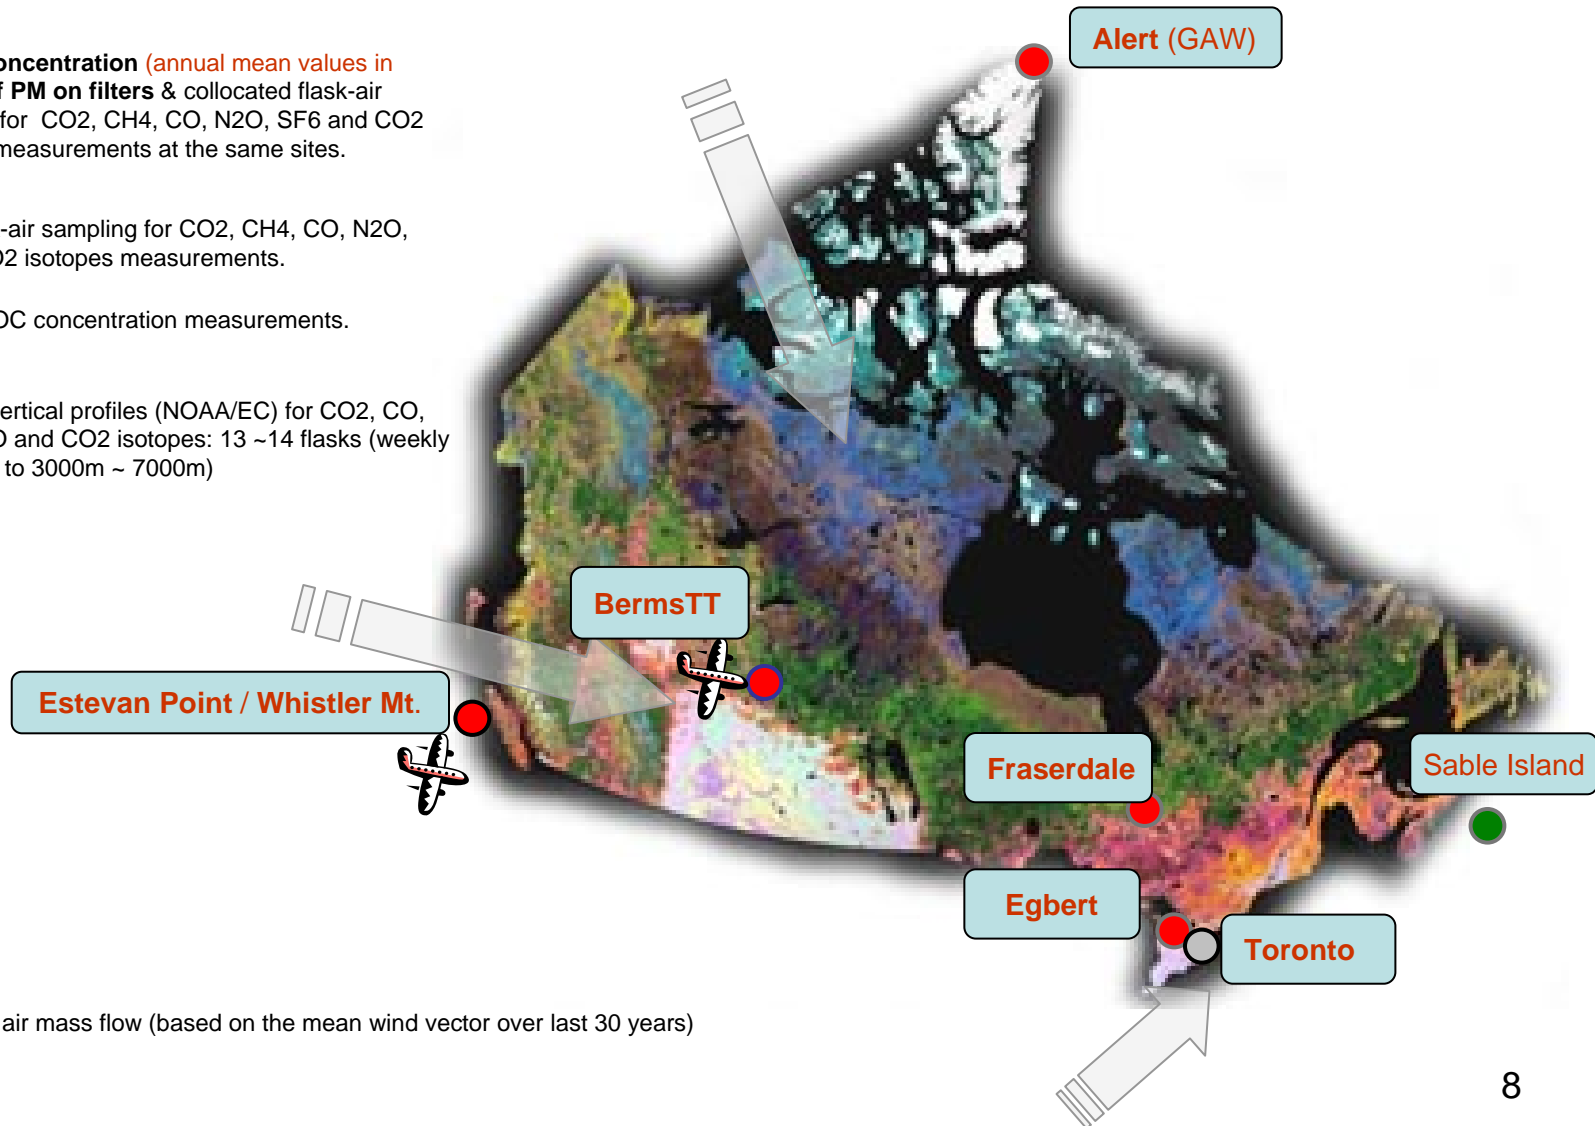 Alert (GAW)
oncentration (annual mean values in
f PM on filters & collocated flask-air
for CO2, CH4, CO, N2O, SF6 and CO2
measurements at the same sites.
-air sampling for CO2, CH4, CO, N2O,
O2 isotopes measurements.
OC concentration measurements.
ertical profiles (NOAA/EC) for CO2, CO,
O and CO2 isotopes: 13 ~14 flasks (weekly
to 3000m ~ 7000m)
BermsTT
Estevan Point / Whistler Mt.
Fraserdale
Sable Island
Egbert
Toronto
air mass flow (based on the mean wind vector over last 30 years)
8